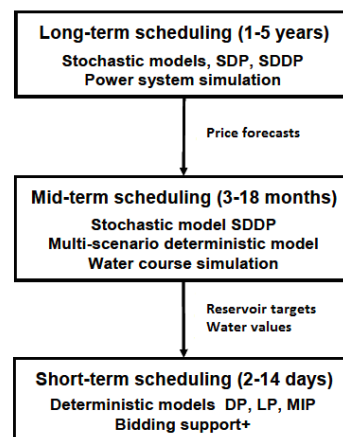 Long-term scheduling (1-5 years)
Stochastic models, SDP, SDDP
Power system simulation
Price forecasts
Mid-term scheduling (3-18 months)
Stochastic model SDDP
Multi-scenario deterministic model
Water course simulation
Reservoir targets
Water values
Short-term scheduling (2-14 days)
Deterministic models DP, LP, MIP
Bidding support+